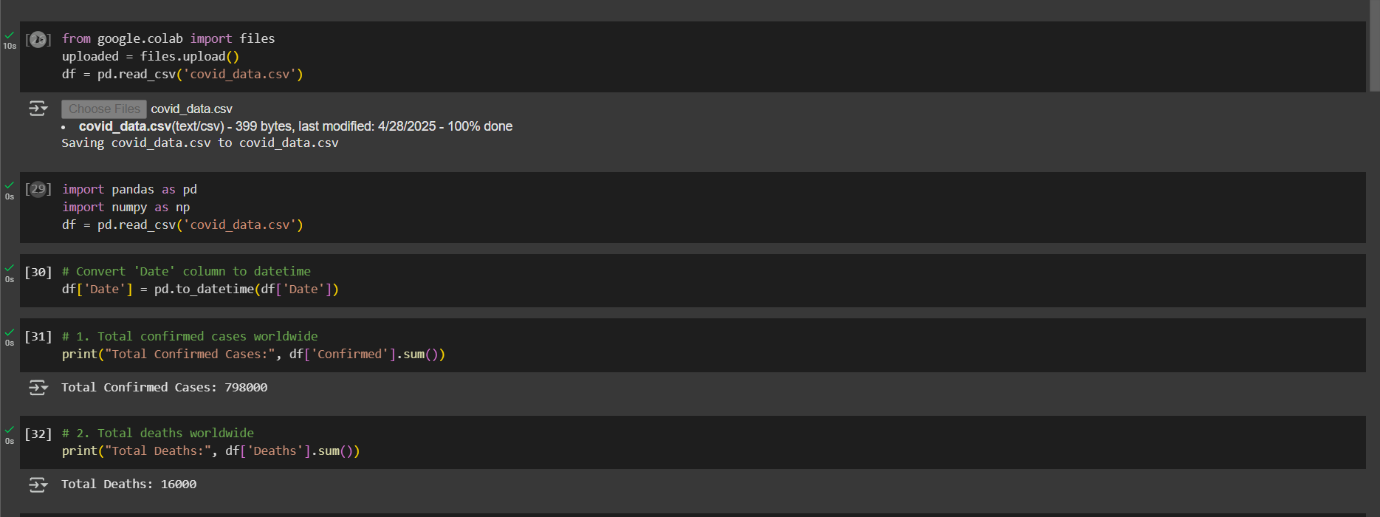 from google.colab import files
10s
uploaded = files.upload()
df = pd.read_csv('covid_data.csv')
Choose Files covid_data.csv
• covid_data.csv(text/csv) - 399 bytes, last modified: 4/28/2025 - 100% done
Saving covid_data.csv to covid_data.csv
[29] import pandas as pd
0s
import numpy as np
df = pd.read_csv('covid_data.csv')
[30] # Convert 'Date' column to datetime
0s
df['Date'] = pd.to_datetime(df['Date'])
[31] # 1. Total confirmed cases worldwide
0s
print("Total Confirmed Cases:", df['Confirmed'].sum())
Total Confirmed Cases: 798000
[32] # 2. Total deaths worldwide
0s
print("Total Deaths:", df['Deaths'].sum())
Total Deaths: 16000